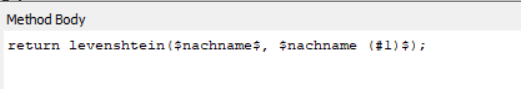 Method Body
return levenshtein($nachname$, $nachname (#1)$);